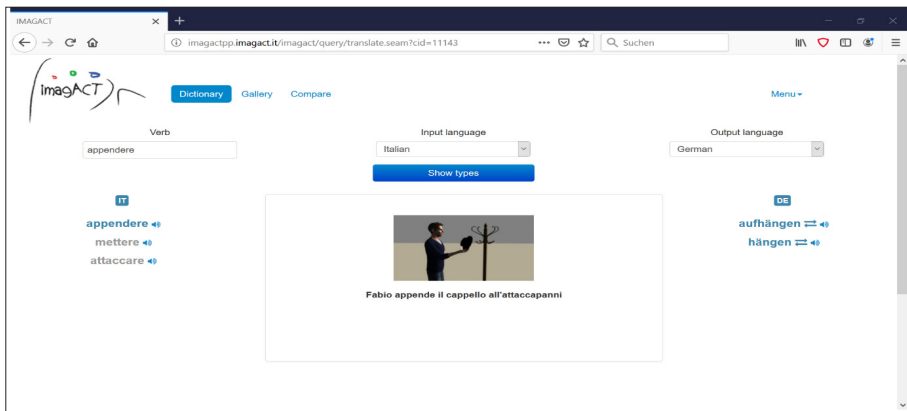 IMAGACT
imagactpp.imagact.it/imagact/query/translate.seam?cid=11143
Suchen
imagACT
Dictionary Gallery Compare Menu
Verb Input language Output language
appendere Italian German
Show types
IT DE
appendere aufhängen
mettere hängen
attaccare
Fabio appende il cappello all'attaccapanni